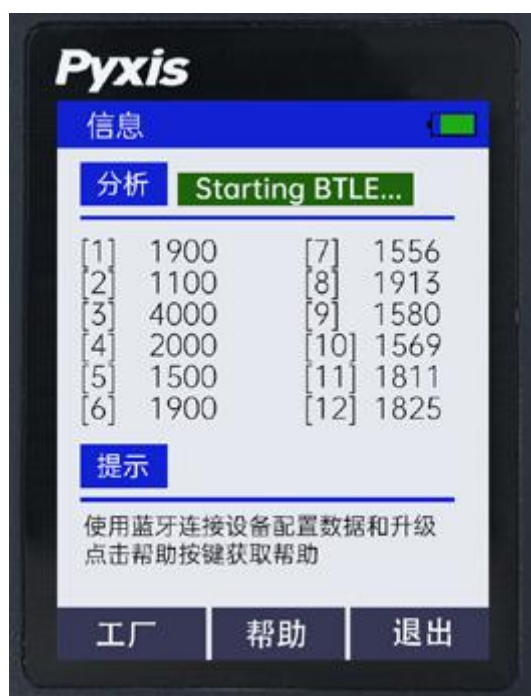 Pyxis
信息
分析 Starting BTLE...
[1] 1900 [7] 1556
[2] 1100 [8] 1913
[3] 4000 [9] 1580
[4] 2000 [10] 1569
[5] 1500 [11] 1811
[6] 1900 [12] 1825
提示
使用蓝牙连接设备配置数据和升级
点击帮助按键获取帮助
工厂 帮助 退出